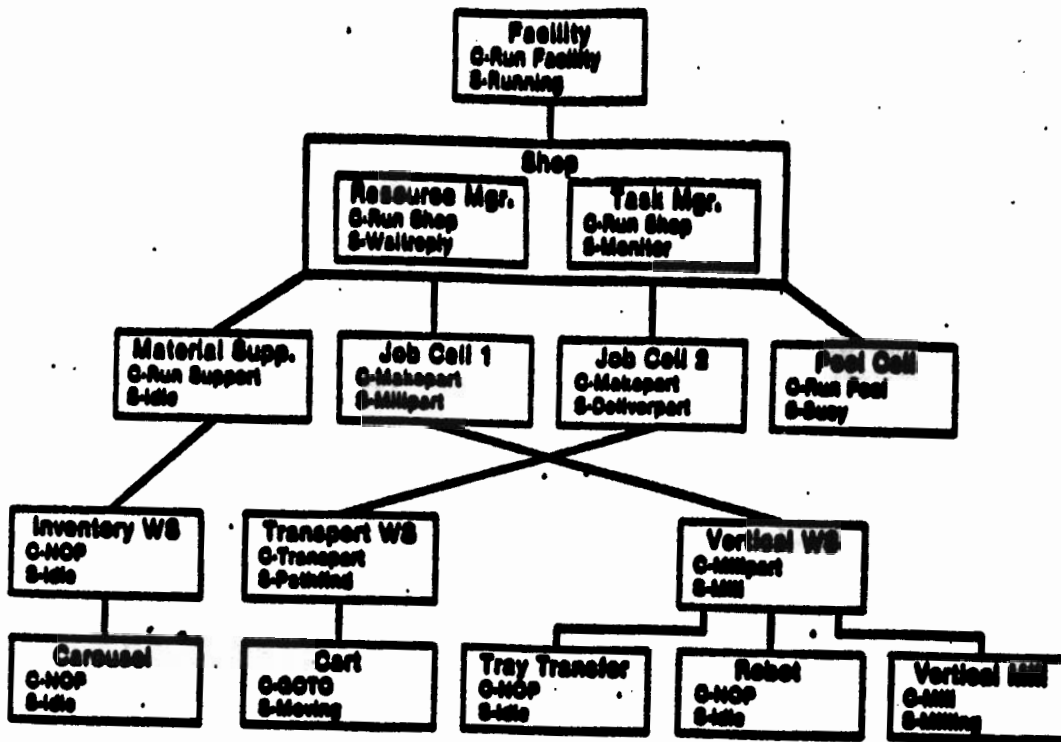 Facility
C-Run Facility
S-Running
Shop
Resource Mgr.
C-Run Shop
S-Waitreply
Task Mgr.
C-Run Shop
S-Monitor
Material Supp.
C-Run Support
S-Idle
Job Cell 1
C-Makepart
S-Millpart
Job Cell 2
C-Makepart
S-Deliverpart
Pool Cell
C-Run Pool
S-Busy
Inventory WS
C-NOP
S-Idle
Transport WS
C-Transport
S-Pathfind
Vertical WS
C-Millpart
S-Mill
Carousel
C-NOP
S-Idle
Cart
C-GOTO
S-Moving
Tray Transfer
C-NOP
S-Idle
Robot
C-NOP
S-Idle
Vertical Mill
C-Mill
S-Milling